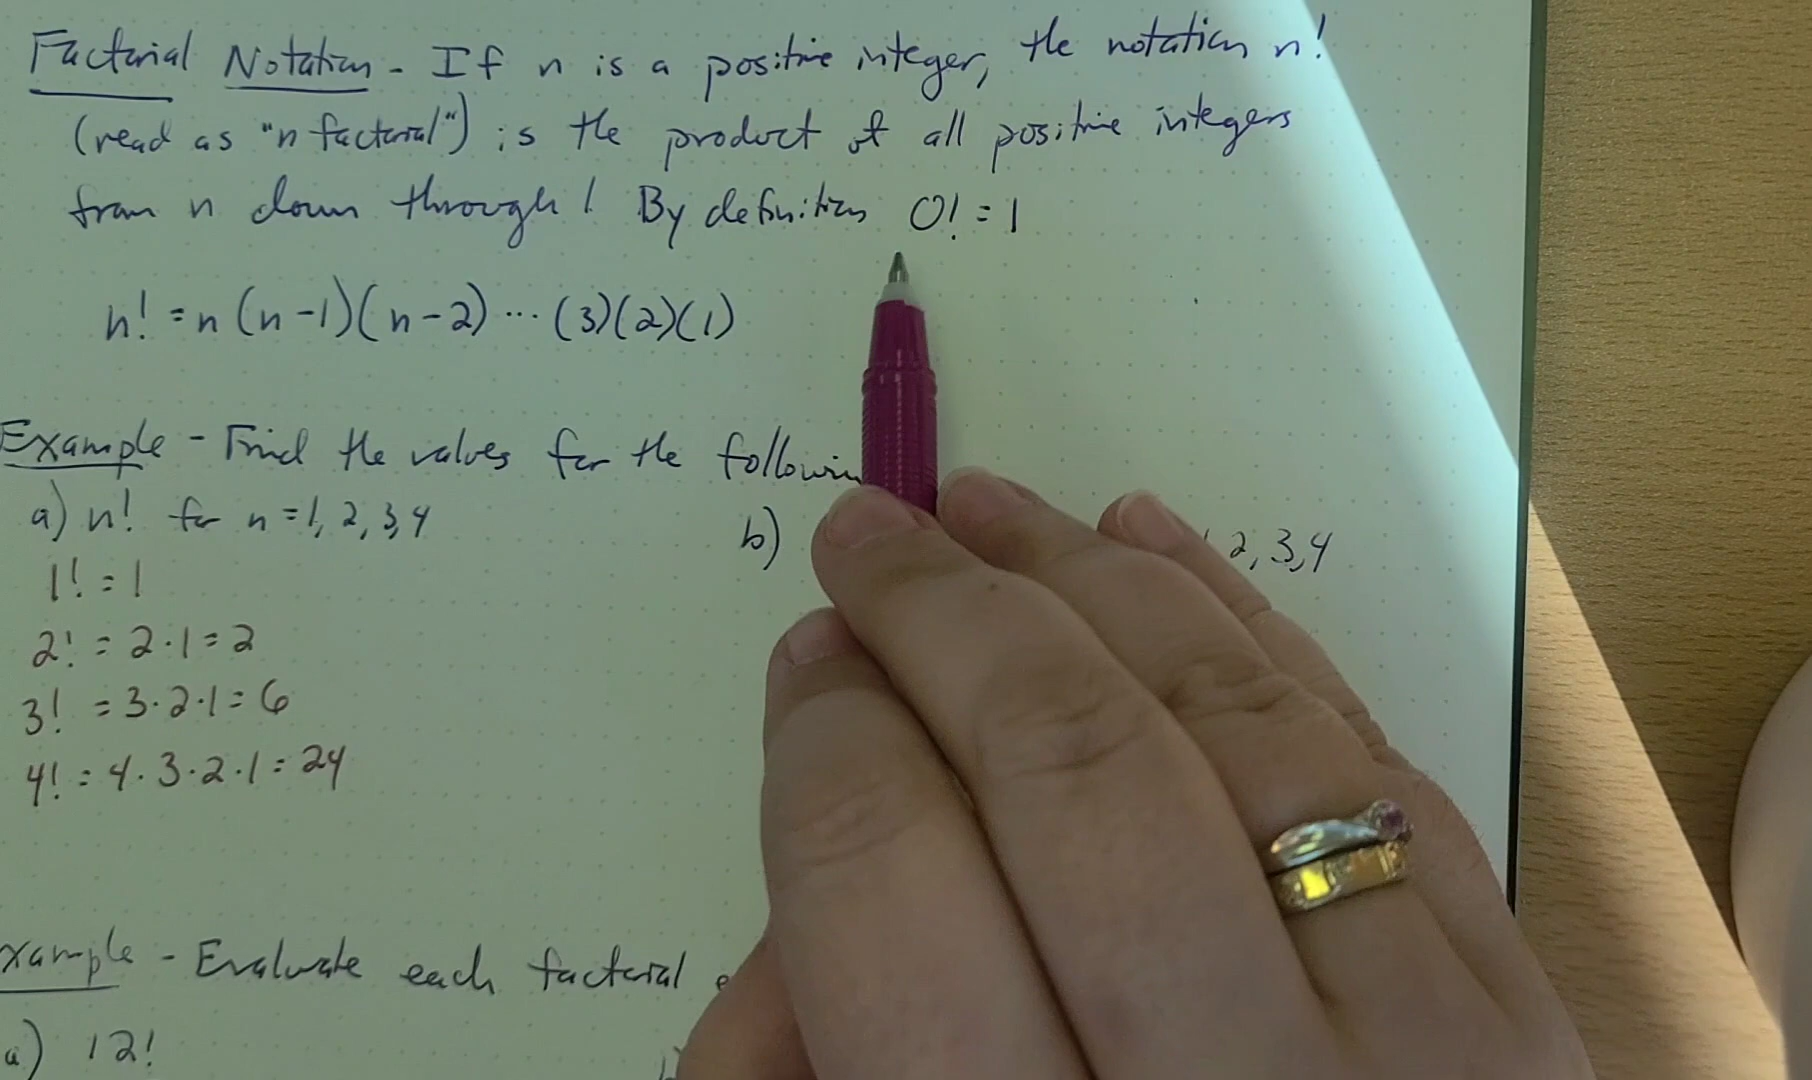 Factorial Notation - If n is a positive integer, the notation n!
(read as "n factorial") is the product of all positive integers
from n down through 1. By definition 0! = 1
n! = n(n-1)(n-2)...(3)(2)(1)
Example - Find the values for the followin
a) n! for n = 1, 2, 3, 4
b) 2, 3, 4
1! = 1
2! = 2·1 = 2
3! = 3·2·1 = 6
4! = 4·3·2·1 = 24
xample - Evaluate each factorial
a) 12!